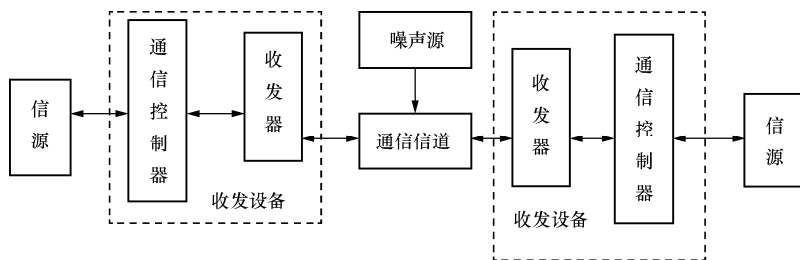 信源
通信控制器
收发器
收发设备
噪声源
通信信道
收发器
通信控制器
收发设备
信源